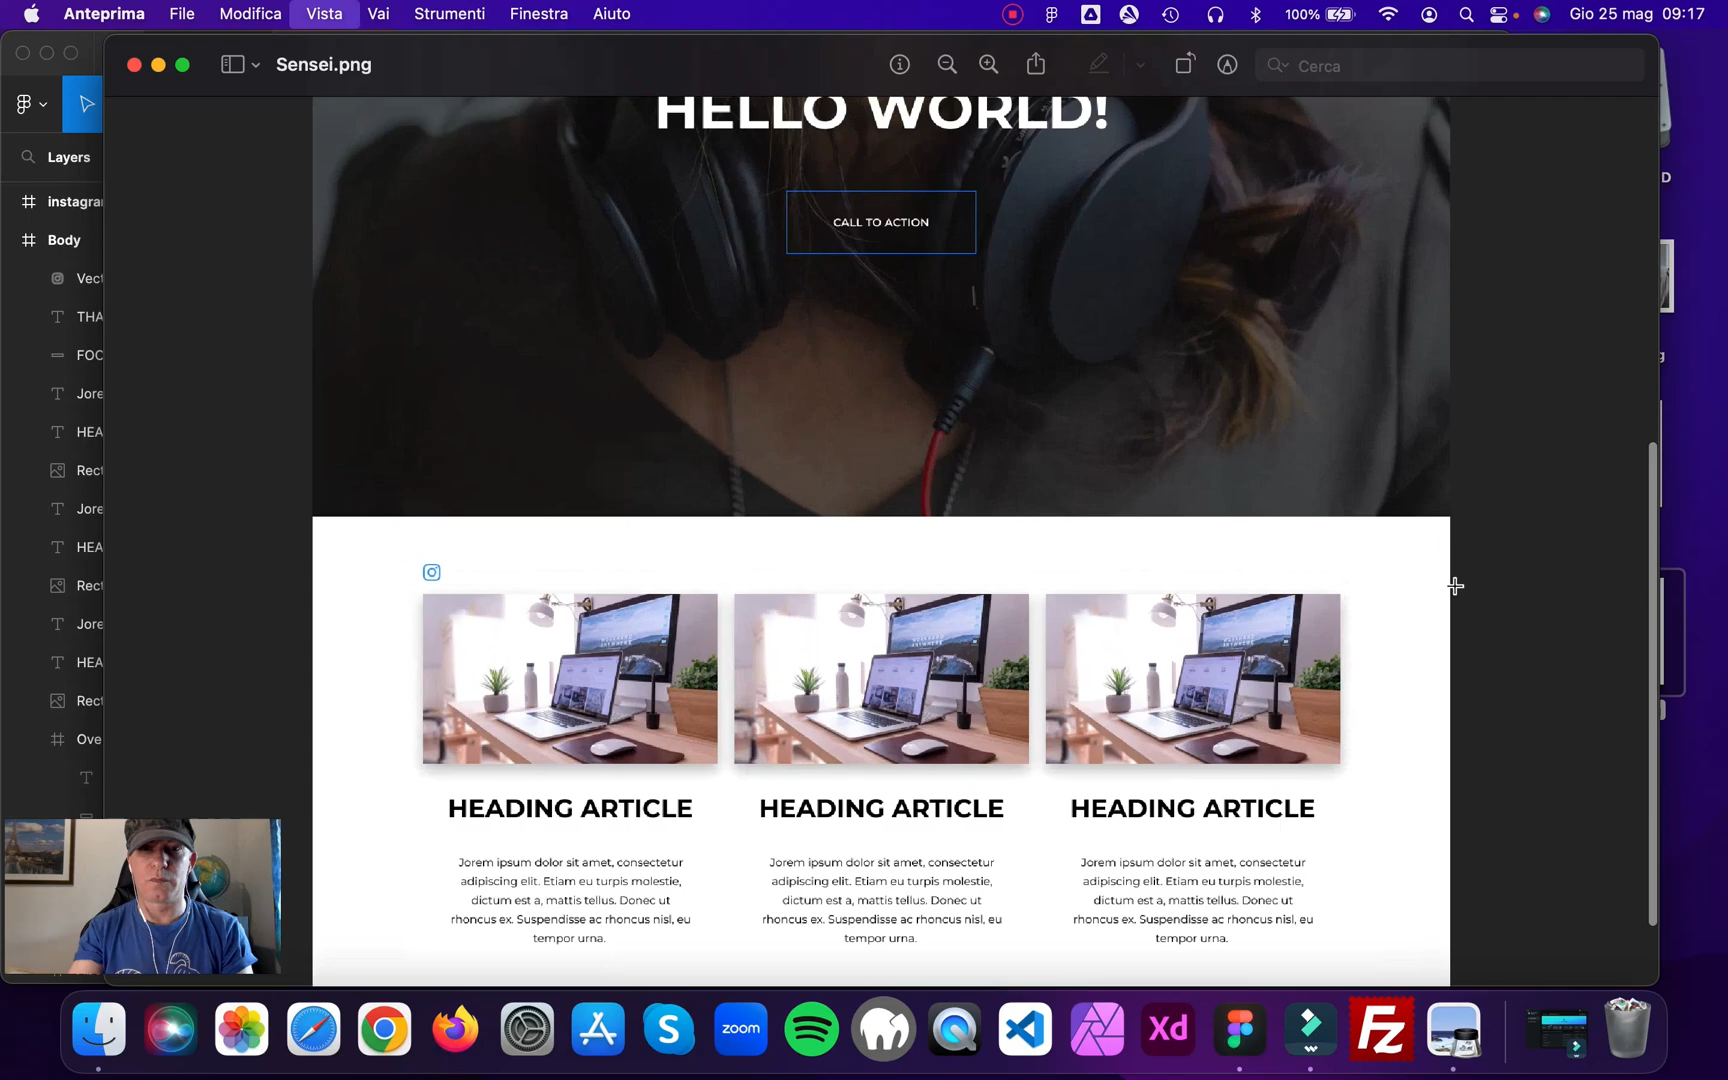 Anteprima File Modifica Vista Vai Strumenti Finestra Aiuto 100% Gio 25 mag 09:17
Sensei.png Cerca
HELLO WORLD!
CALL TO ACTION
Layers
instagra
Body
Vect
THA
FOO
Jore
HEA
Rect
Jore
HEA
Rect
Jore
HEA
Rect
Ove
D
g
HEADING ARTICLE HEADING ARTICLE HEADING ARTICLE
Jorem ipsum dolor sit amet, consectetur
adipiscing elit. Etiam eu turpis molestie,
dictum est a, mattis tellus. Donec ut
rhoncus ex. Suspendisse ac rhoncus nisl, eu
tempor urna.
Jorem ipsum dolor sit amet, consectetur
adipiscing elit. Etiam eu turpis molestie,
dictum est a, mattis tellus. Donec ut
rhoncus ex. Suspendisse ac rhoncus nisl, eu
tempor urna.
Jorem ipsum dolor sit amet, consectetur
adipiscing elit. Etiam eu turpis molestie,
dictum est a, mattis tellus. Donec ut
rhoncus ex. Suspendisse ac rhoncus nisl, eu
tempor urna.
zoom
Xd
Fz